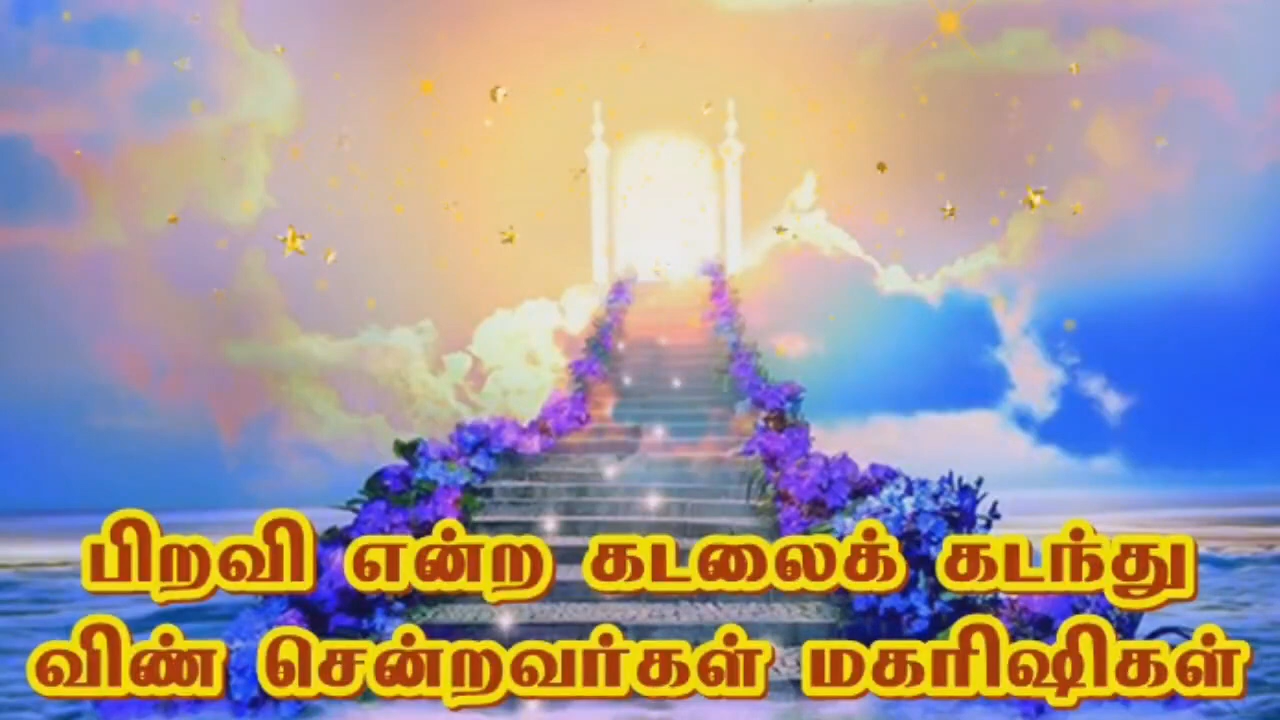 பிறவி என்ற கடலைக் கடந்து
விண் சென்றவர்கள் மகரிஷிகள்